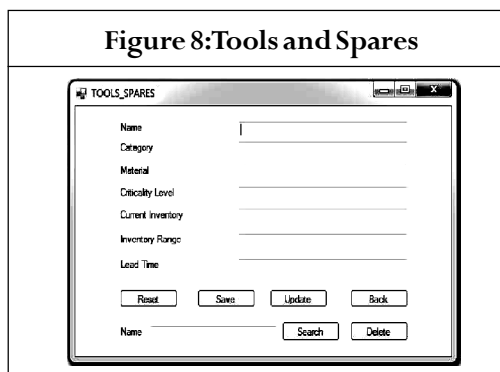 Figure 8:Tools and Spares
TOOLS_SPARES
Name
Category
Material
Criticality Level
Current Inventory
Inventory Range
Lead Time
Reset Save Update Back
Name Search Delete